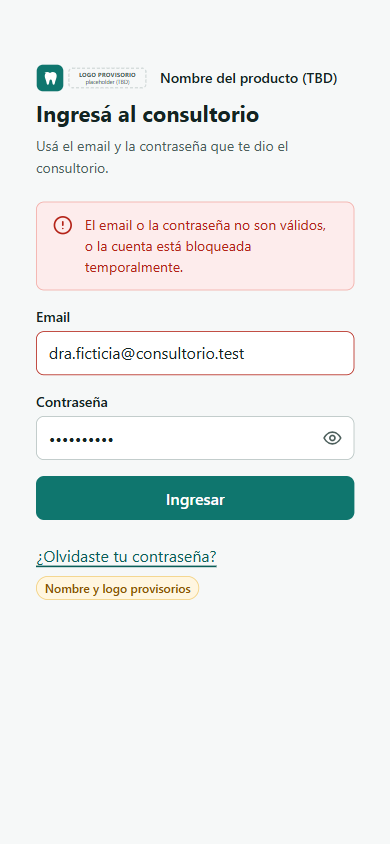 LOGO PROVISORIO
placeholder (TBD)
Nombre del producto (TBD)
Ingresá al consultorio
Usá el email y la contraseña que te dio el
consultorio.
El email o la contraseña no son válidos,
o la cuenta está bloqueada
temporalmente.
Email
dra.ficticia@consultorio.test
Contraseña
••••••••••
Ingresar
¿Olvidaste tu contraseña?
Nombre y logo provisorios